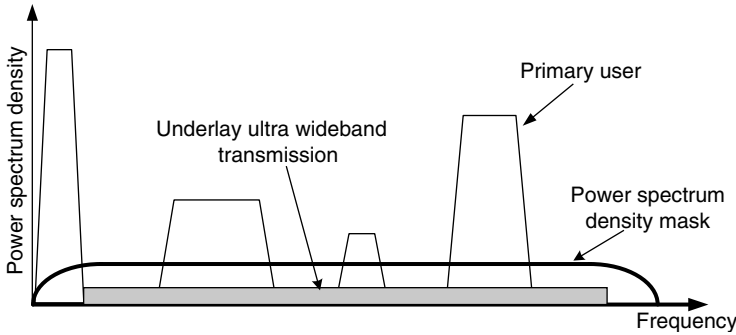 Power spectrum density
Primary user
Underlay ultra wideband
transmission
Power spectrum
density mask
Frequency